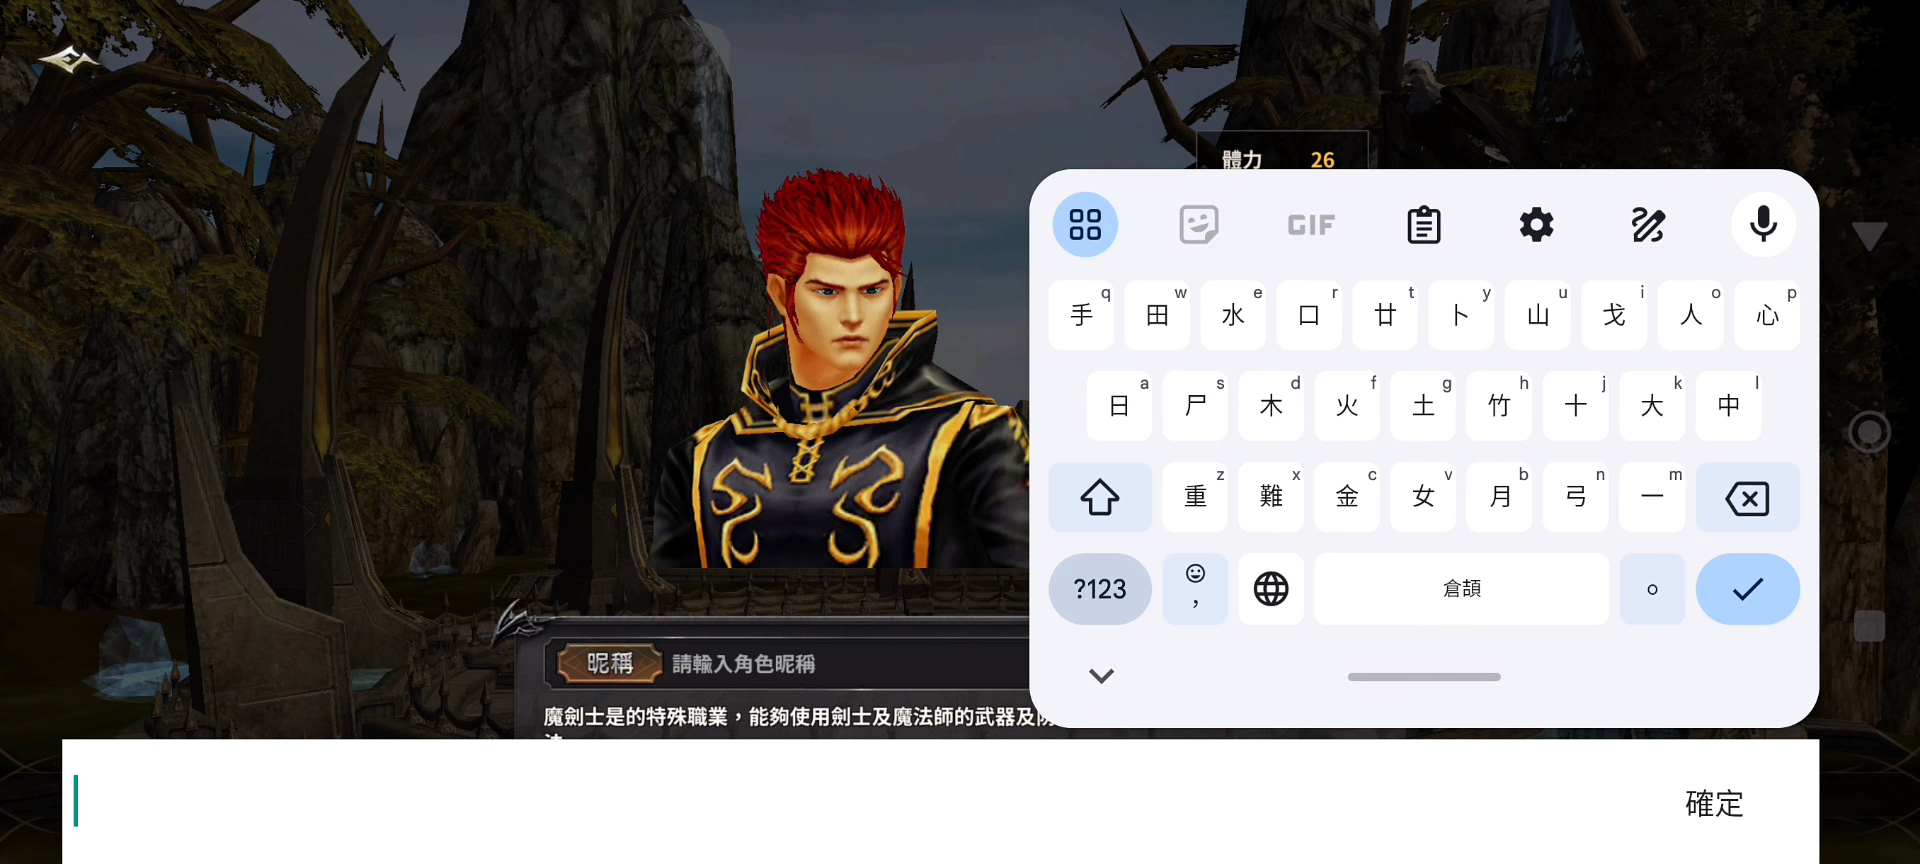 體力 26
GIF
手 q 田 w 水 e 口 r 廿 t 卜 y 山 u 戈 i 人 o 心 p
日 a 尸 s 木 d 火 f 土 g 竹 h 十 j 大 k 中 l
重 z 難 x 金 c 女 v 月 b 弓 n 一 m
?123 , 倉頡 。
昵稱 請輸入角色昵稱
魔劍士是的特殊職業，能夠使用劍士及魔法師的武器及
確定